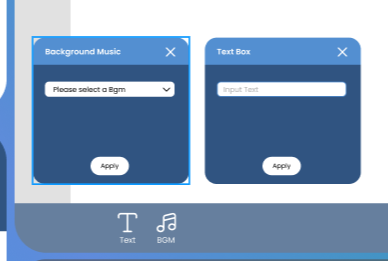 Background Music
Please select a Bgm
Apply
Text Box
Input Text
Apply
Text
BGM